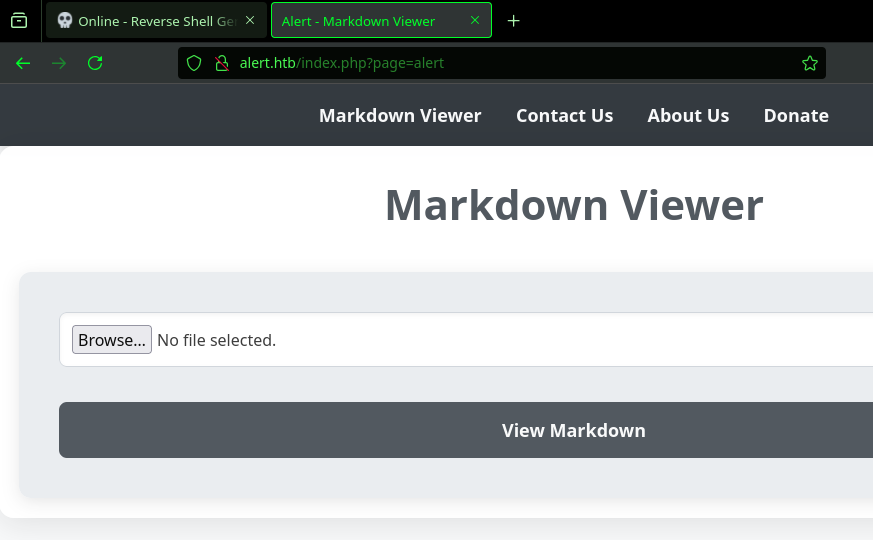 Online - Reverse Shell Ge
Alert - Markdown Viewer
alert.htb/index.php?page=alert
Markdown Viewer Contact Us About Us Donate
Markdown Viewer
Browse... No file selected.
View Markdown